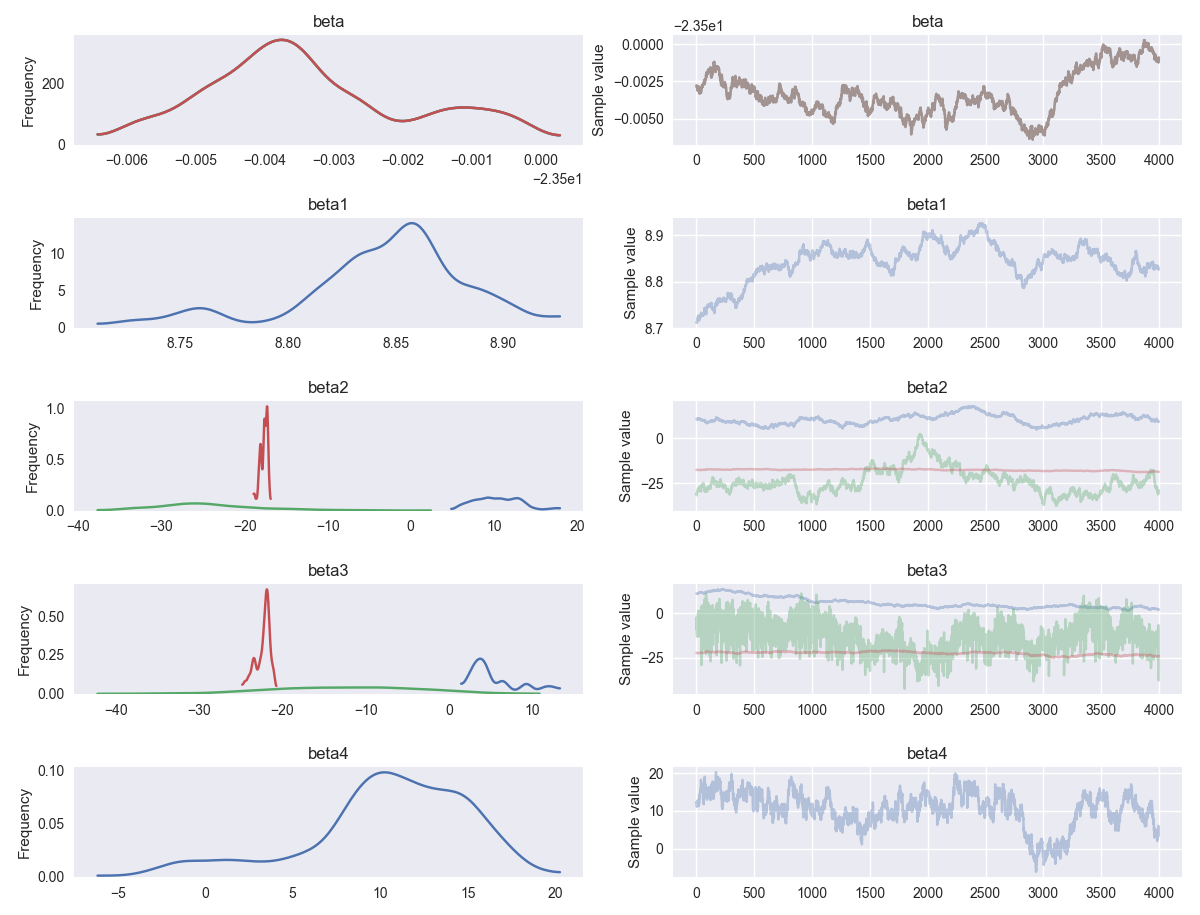 beta
beta
−2.35e1
Frequency
200
0
−0.006 −0.005 −0.004 −0.003 −0.002 −0.001 0.000
−2.35e1
Sample value
0.0000
−0.0025
−0.0050
0 500 1000 1500 2000 2500 3000 3500 4000
beta1
beta1
Frequency
10
5
0
8.75 8.80 8.85 8.90
Sample value
8.9
8.8
8.7
0 500 1000 1500 2000 2500 3000 3500 4000
beta2
beta2
Frequency
1.0
0.5
0.0
−40 −30 −20 −10 0 10 20
Sample value
0
−25
0 500 1000 1500 2000 2500 3000 3500 4000
beta3
beta3
Frequency
0.50
0.25
0.00
−40 −30 −20 −10 0 10
Sample value
0
−25
0 500 1000 1500 2000 2500 3000 3500 4000
beta4
beta4
Frequency
0.10
0.05
0.00
−5 0 5 10 15 20
Sample value
20
10
0
0 500 1000 1500 2000 2500 3000 3500 4000